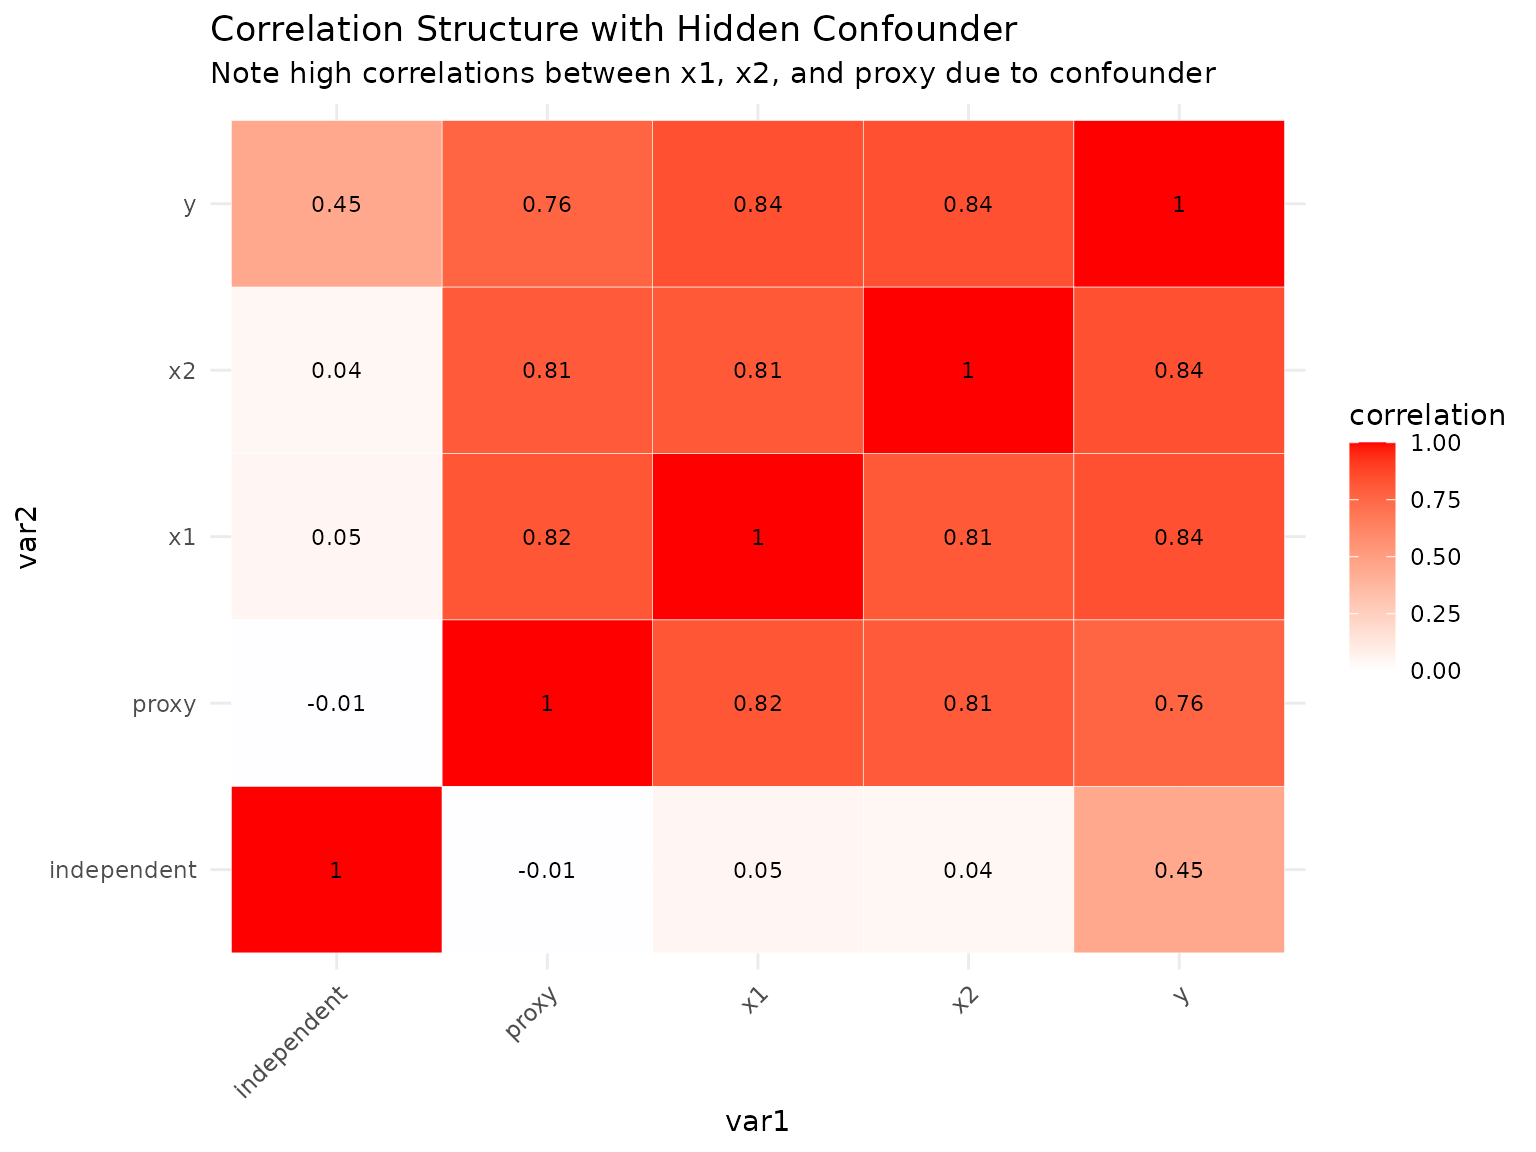 Correlation Structure with Hidden Confounder
Note high correlations between x1, x2, and proxy due to confounder
y
0.45 0.76 0.84 0.84 1
x2
0.04 0.81 0.81 1 0.84
x1
0.05 0.82 1 0.81 0.84
proxy
-0.01 1 0.82 0.81 0.76
independent
1 -0.01 0.05 0.04 0.45
var2
independent proxy x1 x2 y
var1
correlation
1.00
0.75
0.50
0.25
0.00